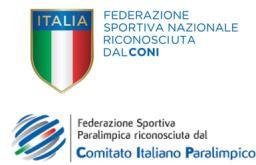 ITALIA
FEDERAZIONE
SPORTIVA NAZIONALE
RICONOSCIUTA
DAL CONI
Federazione Sportiva
Paralimpica riconosciuta dal
Comitato Italiano Paralimpico